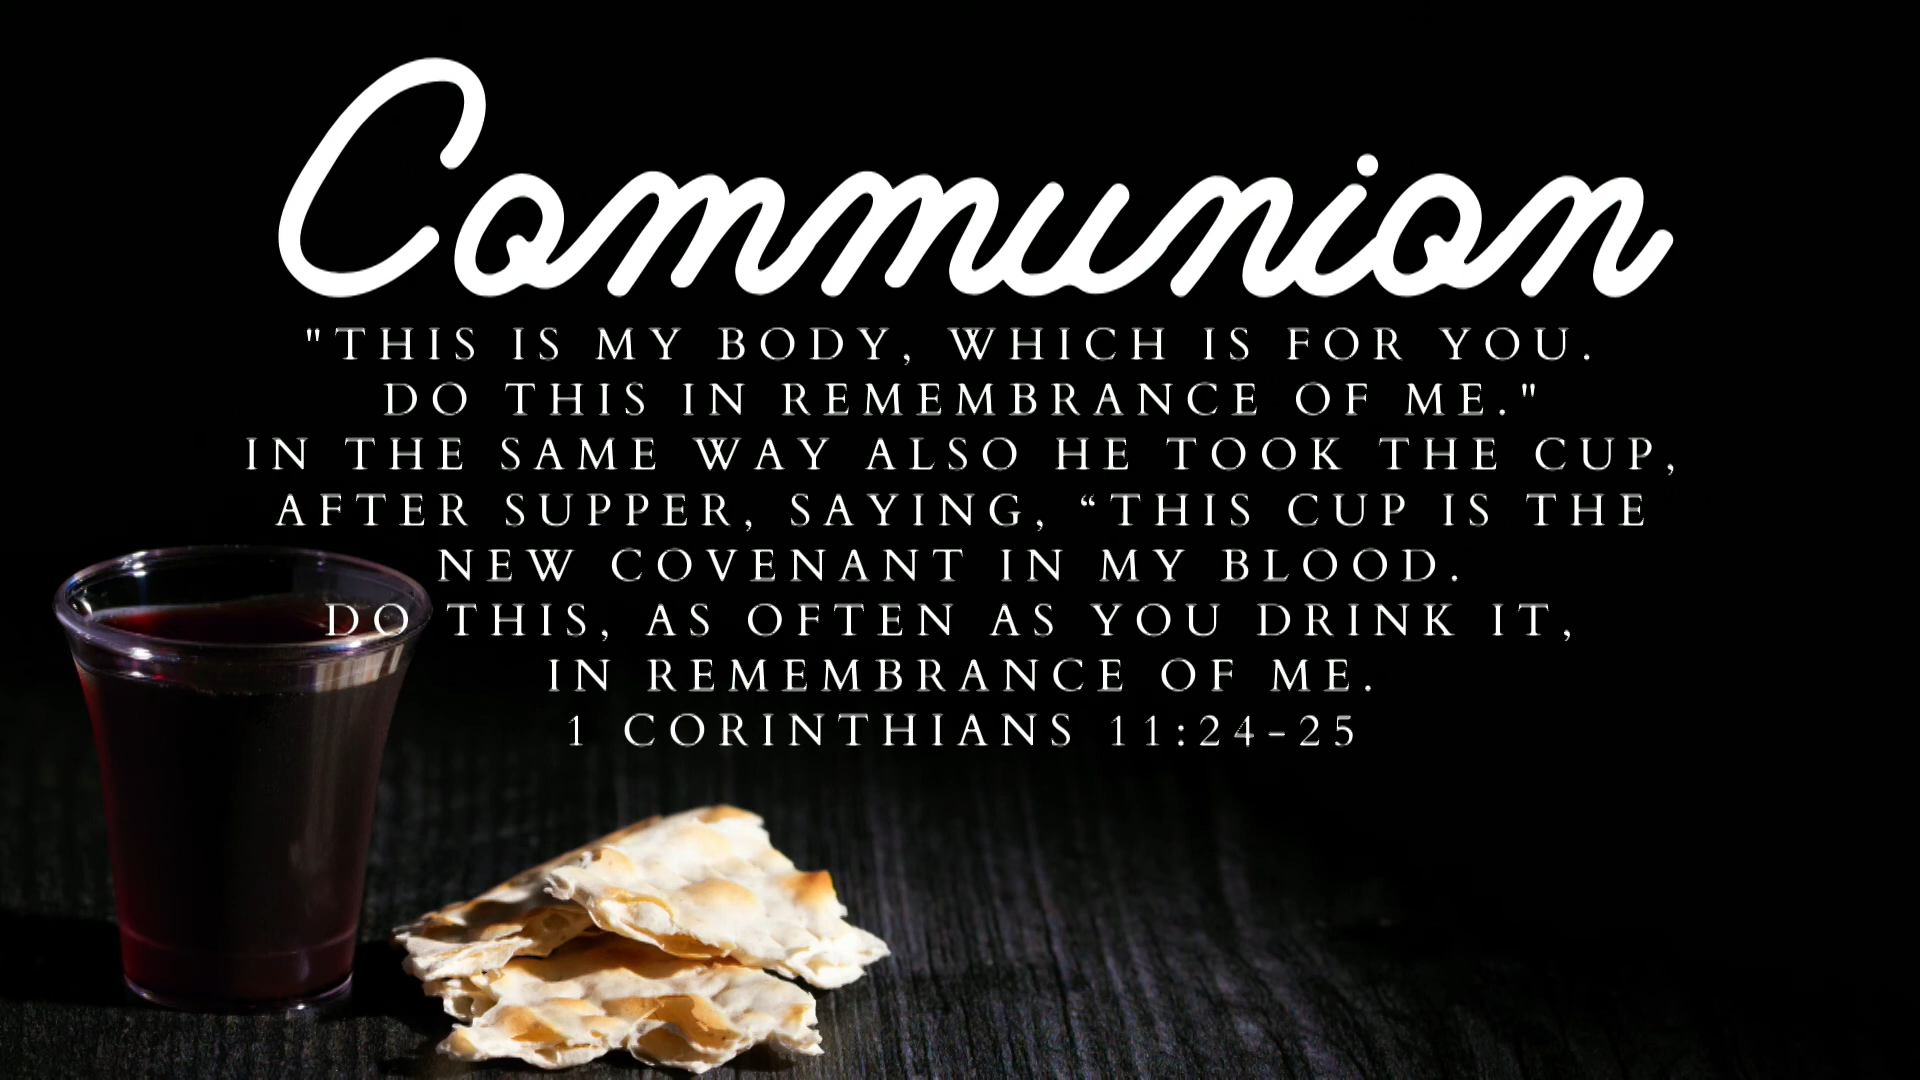 Communion
"THIS IS MY BODY, WHICH IS FOR YOU.
DO THIS IN REMEMBRANCE OF ME."
IN THE SAME WAY ALSO HE TOOK THE CUP,
AFTER SUPPER, SAYING, “THIS CUP IS THE
NEW COVENANT IN MY BLOOD.
DO THIS, AS OFTEN AS YOU DRINK IT,
IN REMEMBRANCE OF ME.
1 CORINTHIANS 11:24-25